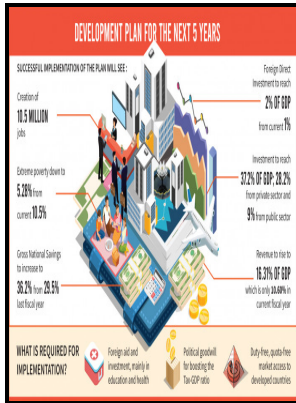 DEVELOPMENT PLAN FOR THE NEXT 5 YEARS
SUCCESSFUL IMPLEMENTATION OF THE PLAN WILL SEE :
Creation of
10.5 MILLION
jobs
Extreme poverty down to
5.28% from
current 10.5%
Gross National Savings
to increase to
36.2% from 29.5%
last fiscal year
Foreign Direct
Investment to reach
2% OF GDP
from current 1%
Investment to reach
37.2% OF GDP; 28.2%
from private sector and
9% from public sector
Revenue to rise to
16.31% OF GDP
which is only 10.60% in
current fiscal year
WHAT IS REQUIRED FOR
IMPLEMENTATION?
Foreign aid and
investment, mainly in
education and health
Political goodwill
for boosting the
Tax-GDP ratio
Duty-free, quota-free
market access to
developed countries